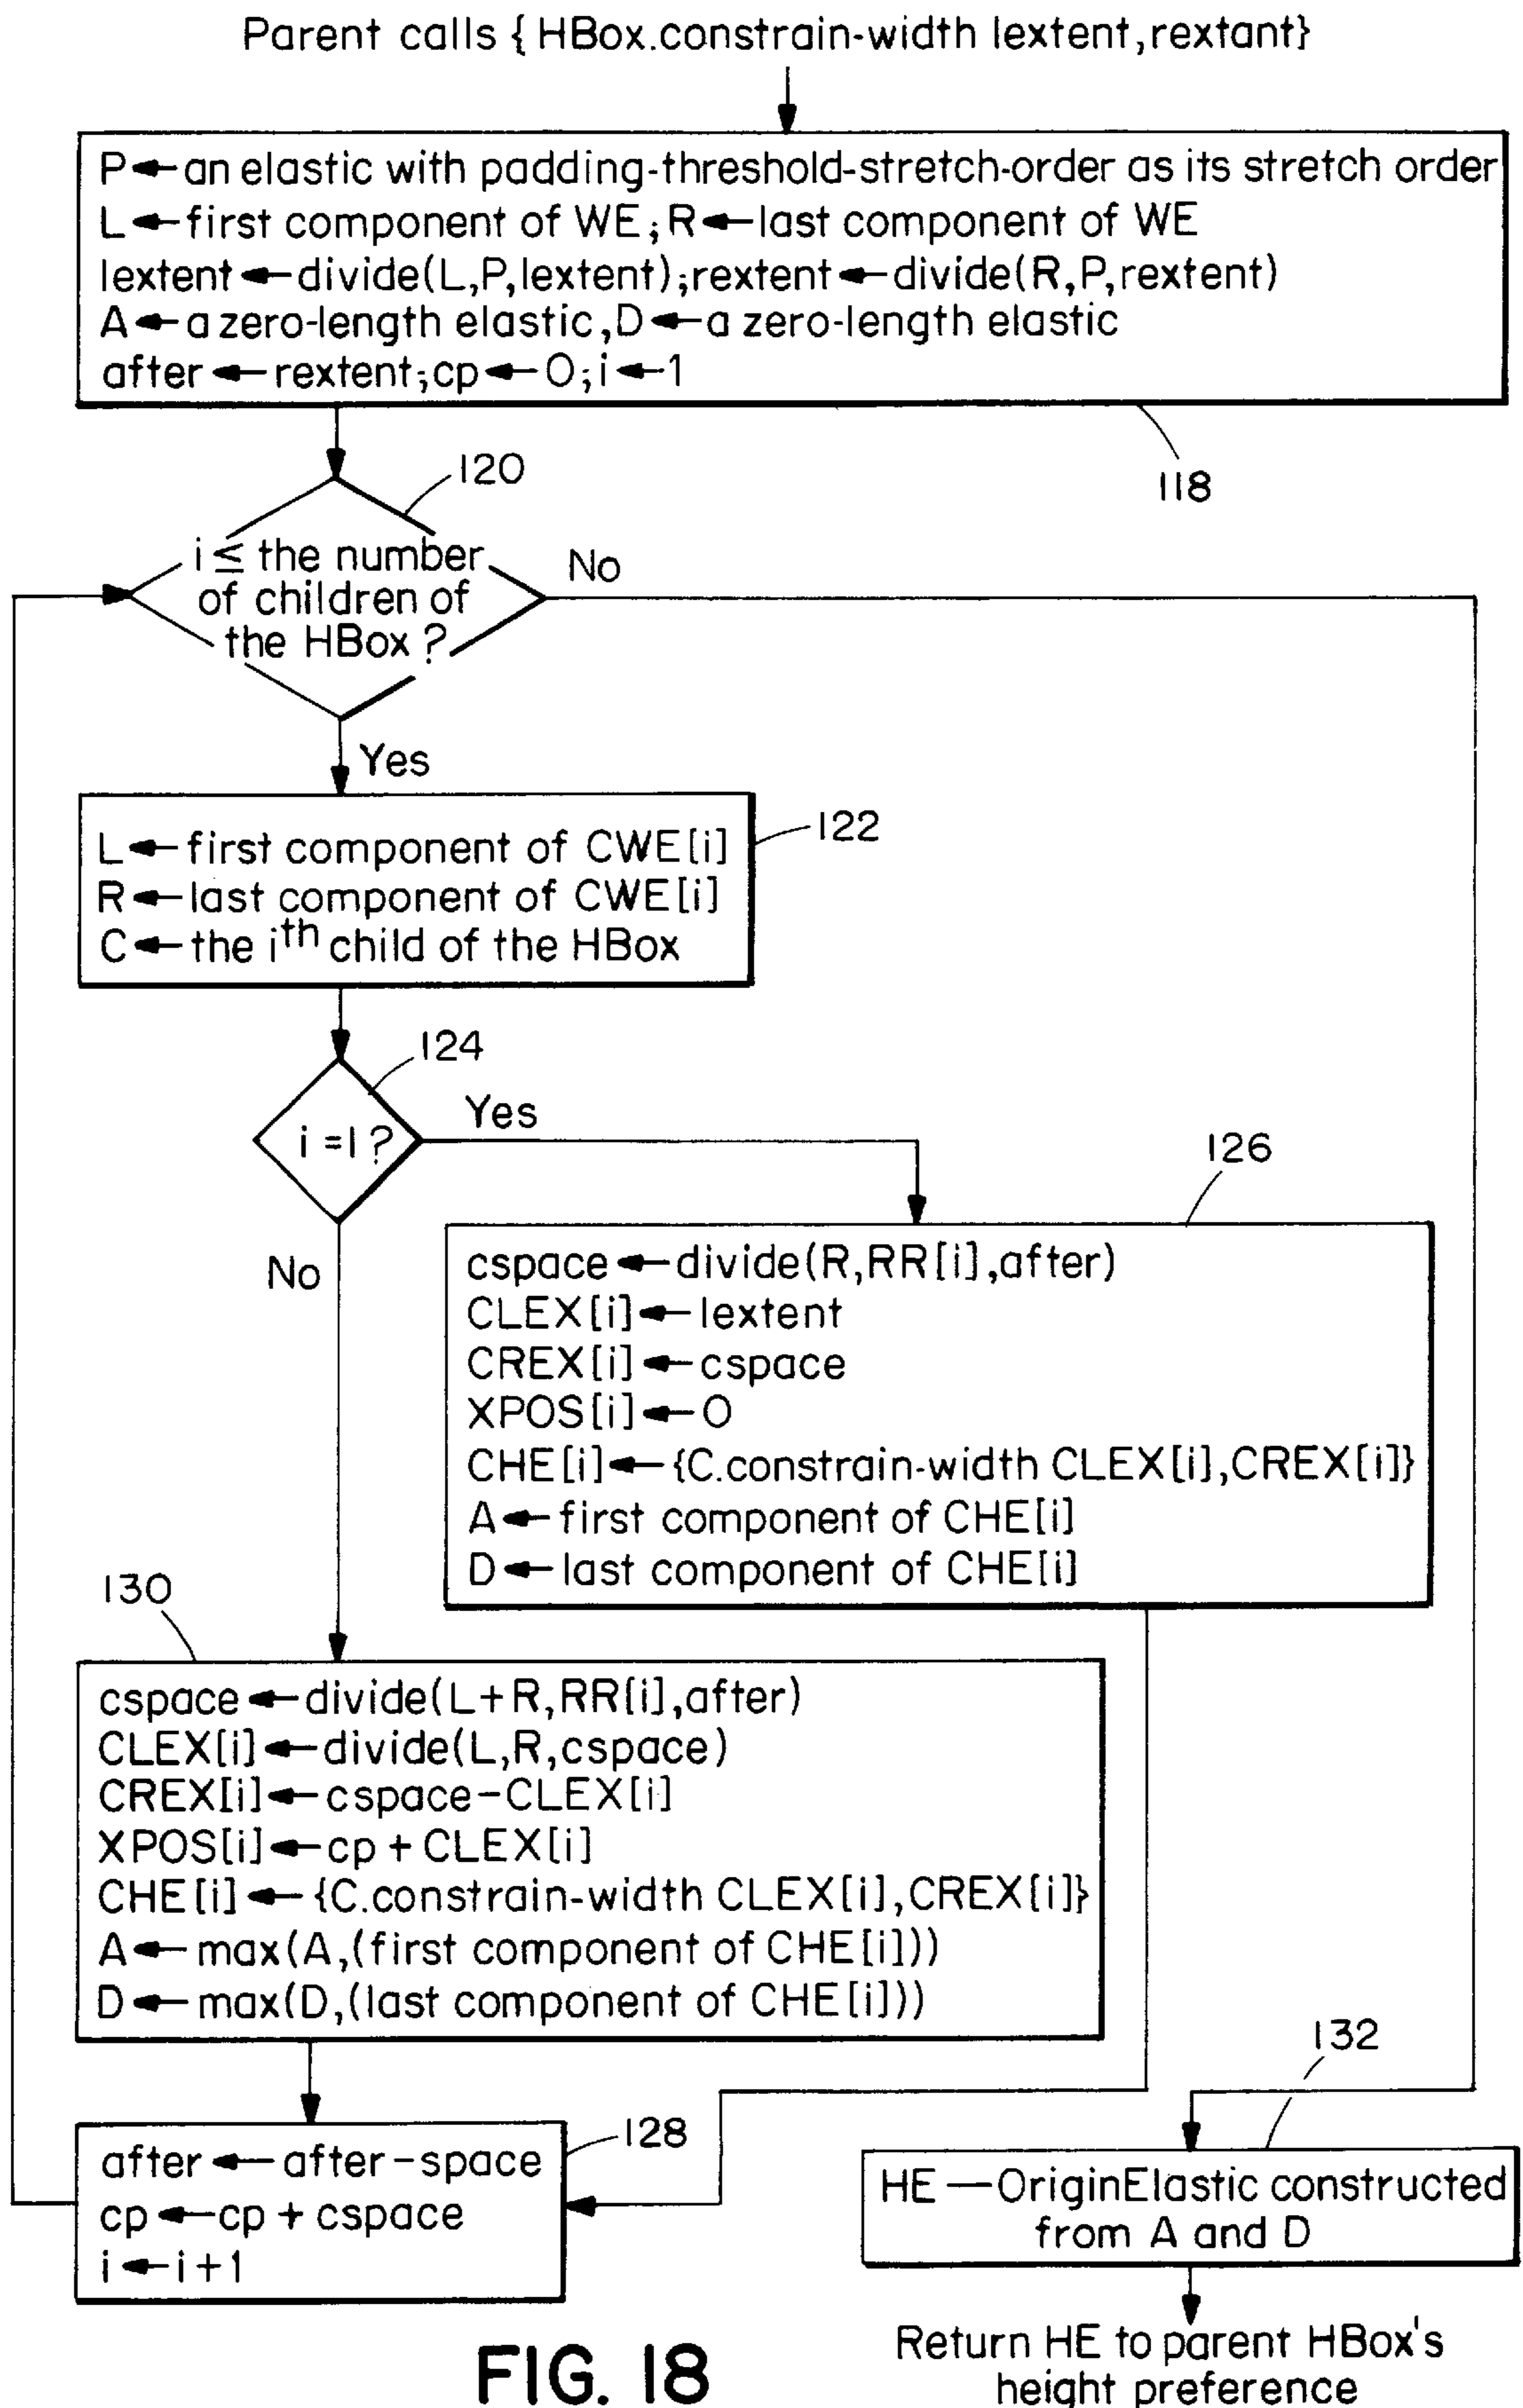 Parent calls { HBox.constrain-width lextent,rextant}
P←an elastic with padding-threshold-stretch-order as its stretch order
L←first component of WE;R←last component of WE
lextent←divide(L,P,lextent);rextent←divide(R,P,rextent)
A←a zero-length elastic,D←a zero-length elastic
after←rextent;cp←0;i←1
118
120
i ≤ the number
of children of
the HBox?
No
Yes
122
L←first component of CWE[i]
R←last component of CWE[i]
C←the ith child of the HBox
124
i=1?
Yes
No
126
cspace←divide(R,RR[i],after)
CLEX[i]←lextent
CREX[i]←cspace
XPOS[i]←0
CHE[i]←{C.constrain-width CLEX[i],CREX[i]}
A←first component of CHE[i]
D←last component of CHE[i]
130
cspace←divide(L+R,RR[i],after)
CLEX[i]←divide(L,R,cspace)
CREX[i]←cspace-CLEX[i]
XPOS[i]←cp+CLEX[i]
CHE[i]←{C.constrain-width CLEX[i],CREX[i]}
A←max(A,(first component of CHE[i]))
D←max(D,(last component of CHE[i]))
128
after←after-space
cp←cp+cspace
i←i+1
132
HE—OriginElastic constructed
from A and D
Return HE to parent HBox's
height preference
FIG. 18